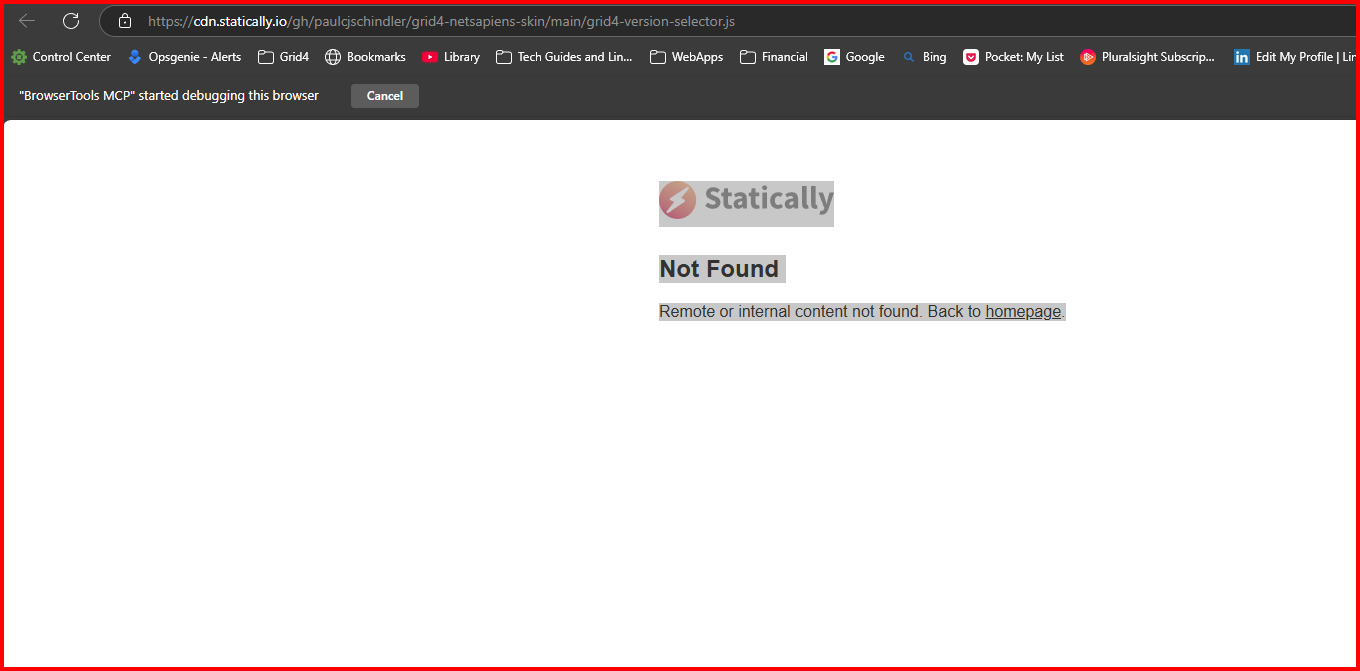 https://cdn.statically.io/gh/paulcjschindler/grid4-netsapiens-skin/main/grid4-version-selector.js
Control Center Opsgenie - Alerts Grid4 Bookmarks Library Tech Guides and Lin... WebApps Financial Google Bing Pocket: My List Pluralsight Subscrip... Edit My Profile | Lin
"BrowserTools MCP" started debugging this browser Cancel
Statically
Not Found
Remote or internal content not found. Back to homepage.